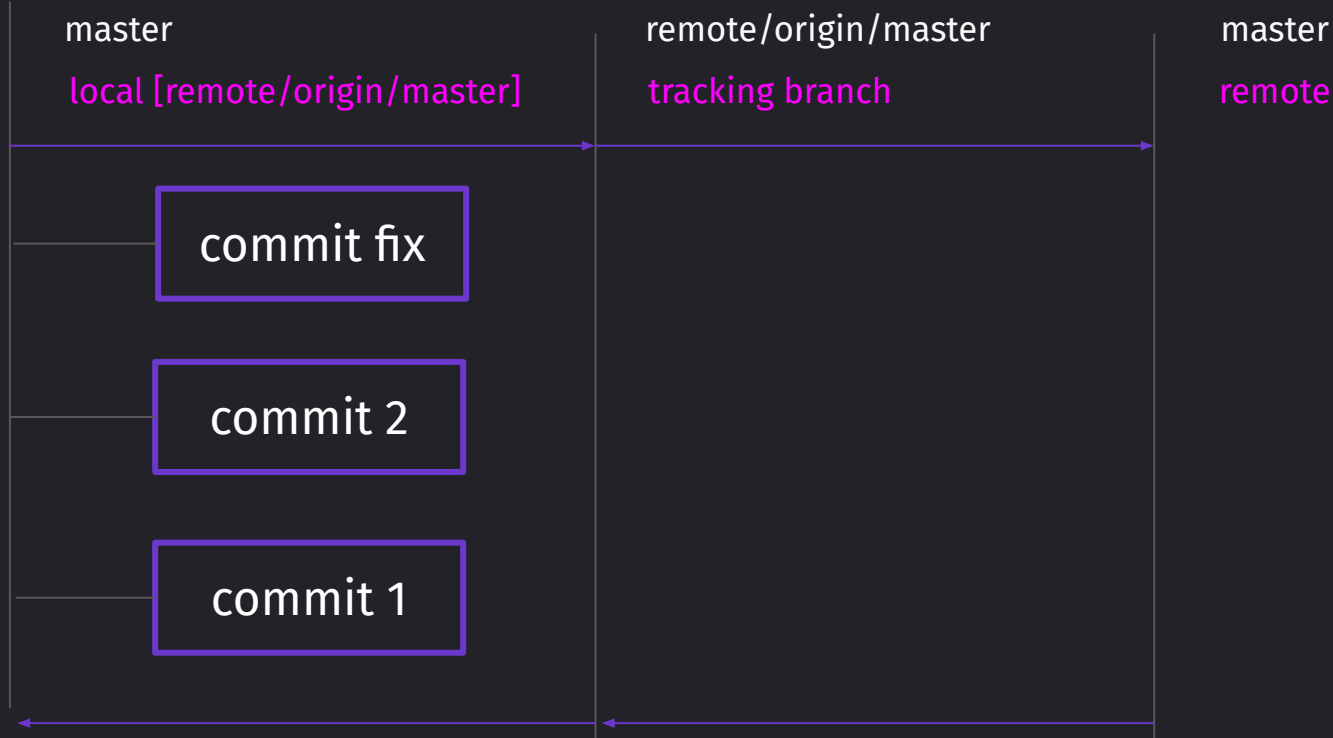 master
remote/origin/master
master
local [remote/origin/master]
tracking branch
remote
commit fix
commit 2
commit 1